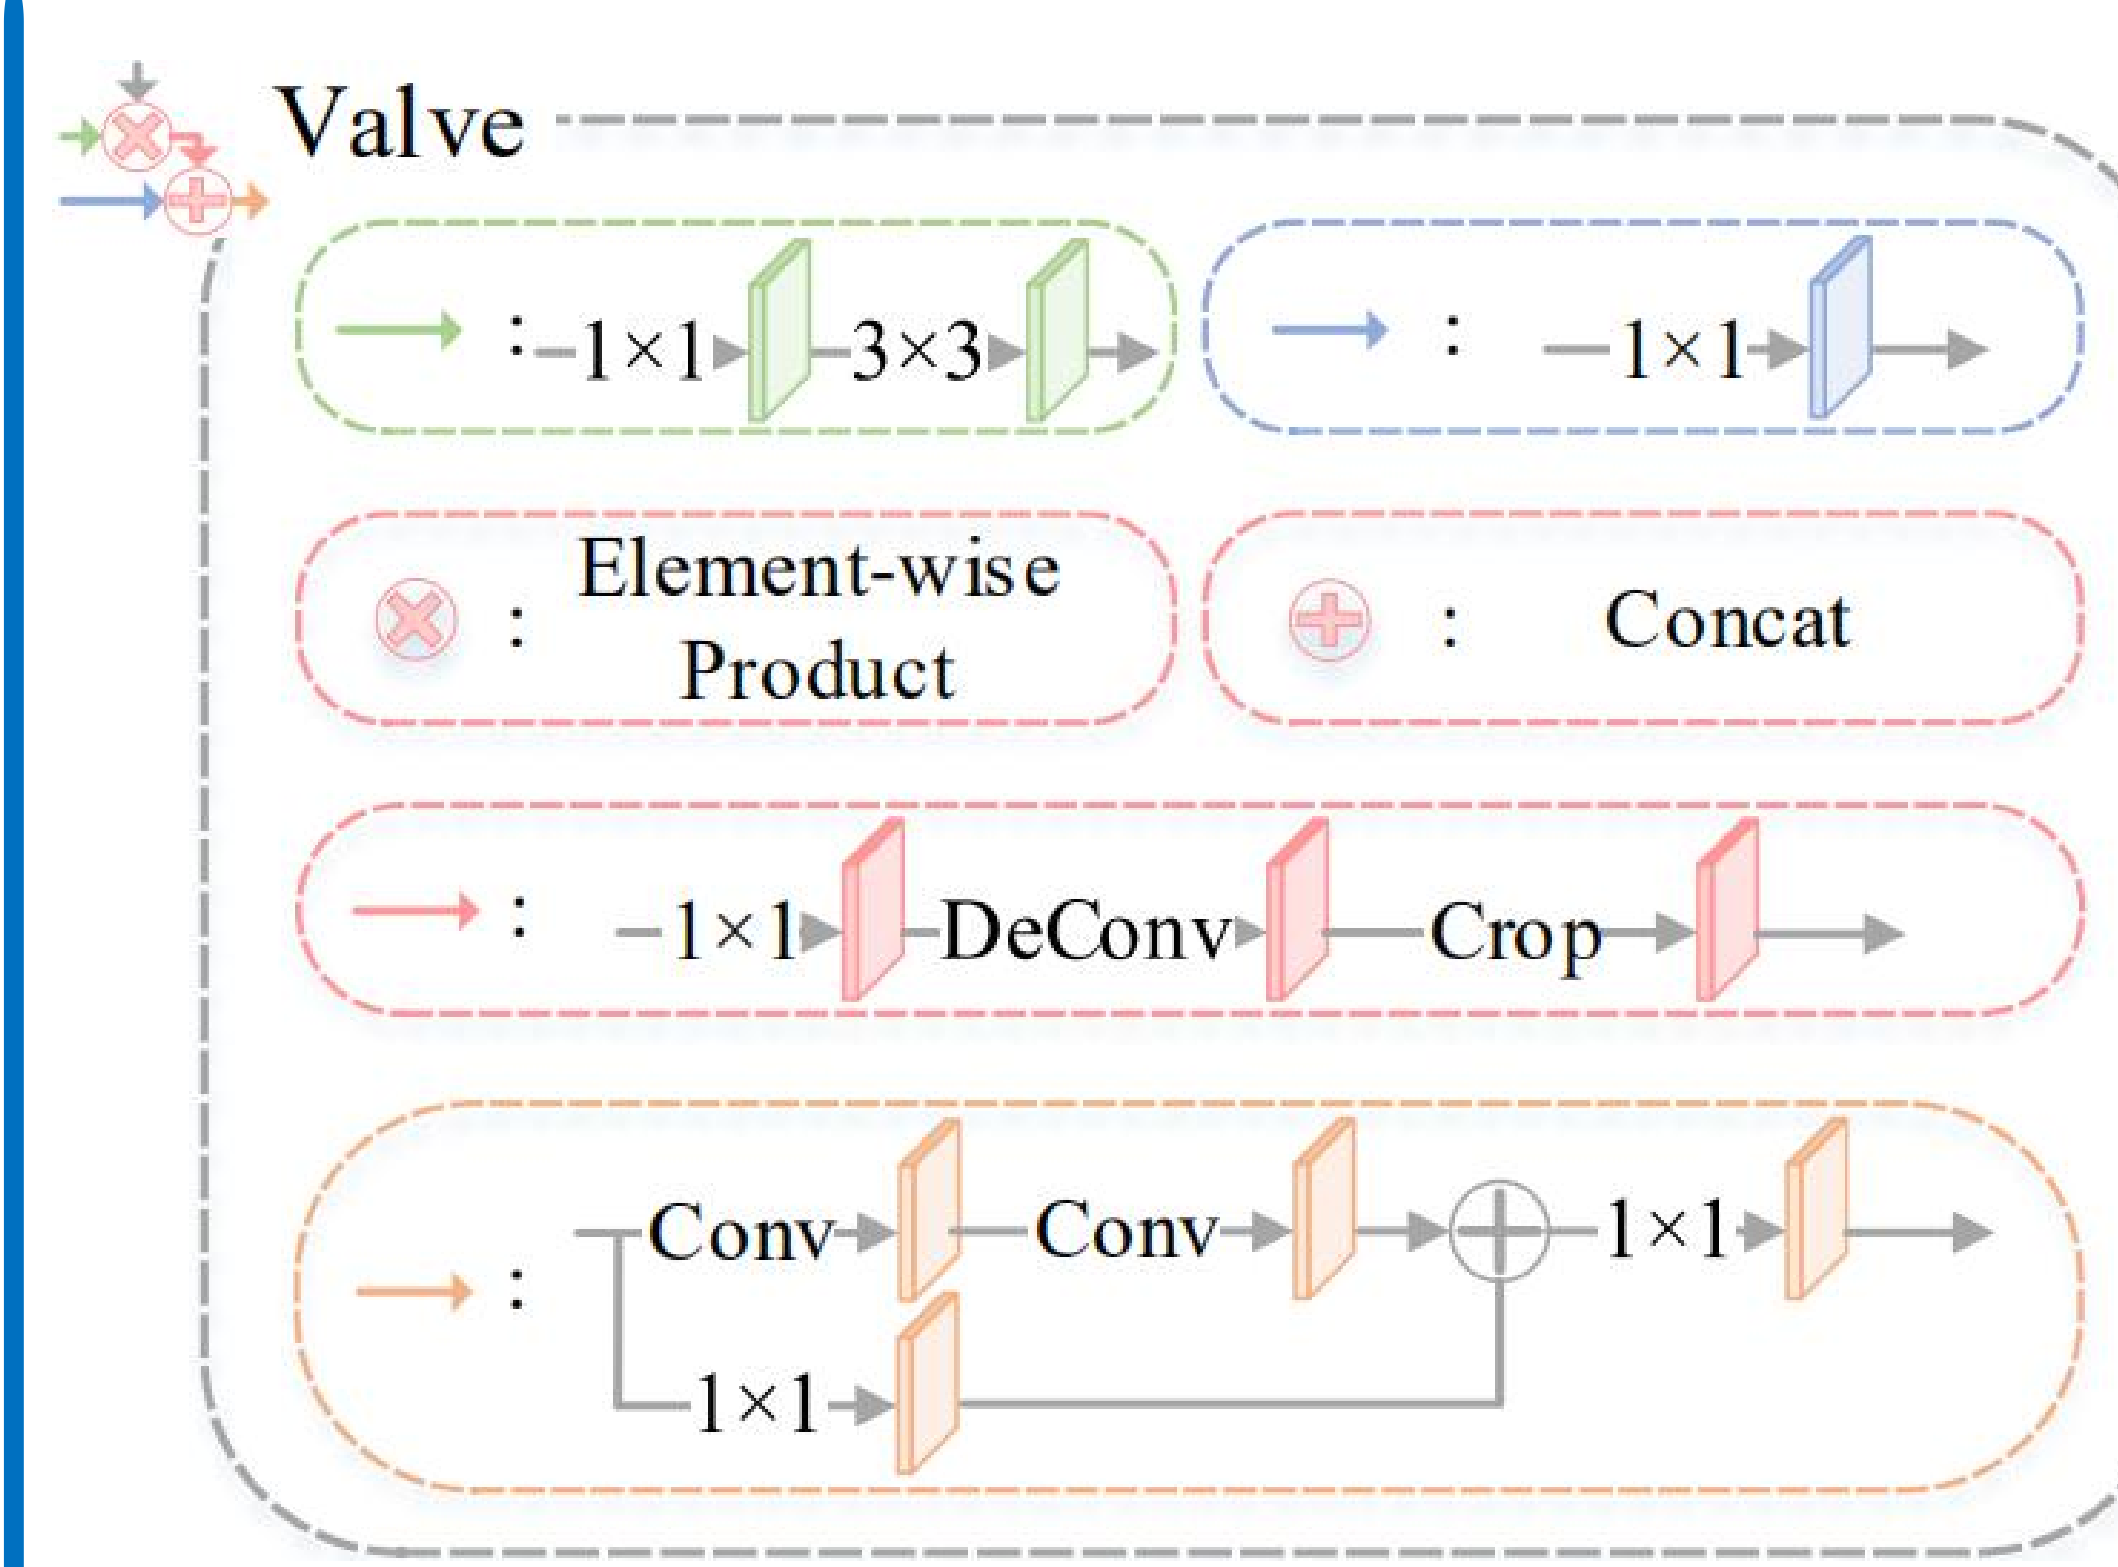 Valve
: 1×1 3×3
: 1×1
: Element-wise
Product
: Concat
: 1×1 DeConv Crop
: Conv Conv 1×1
1×1